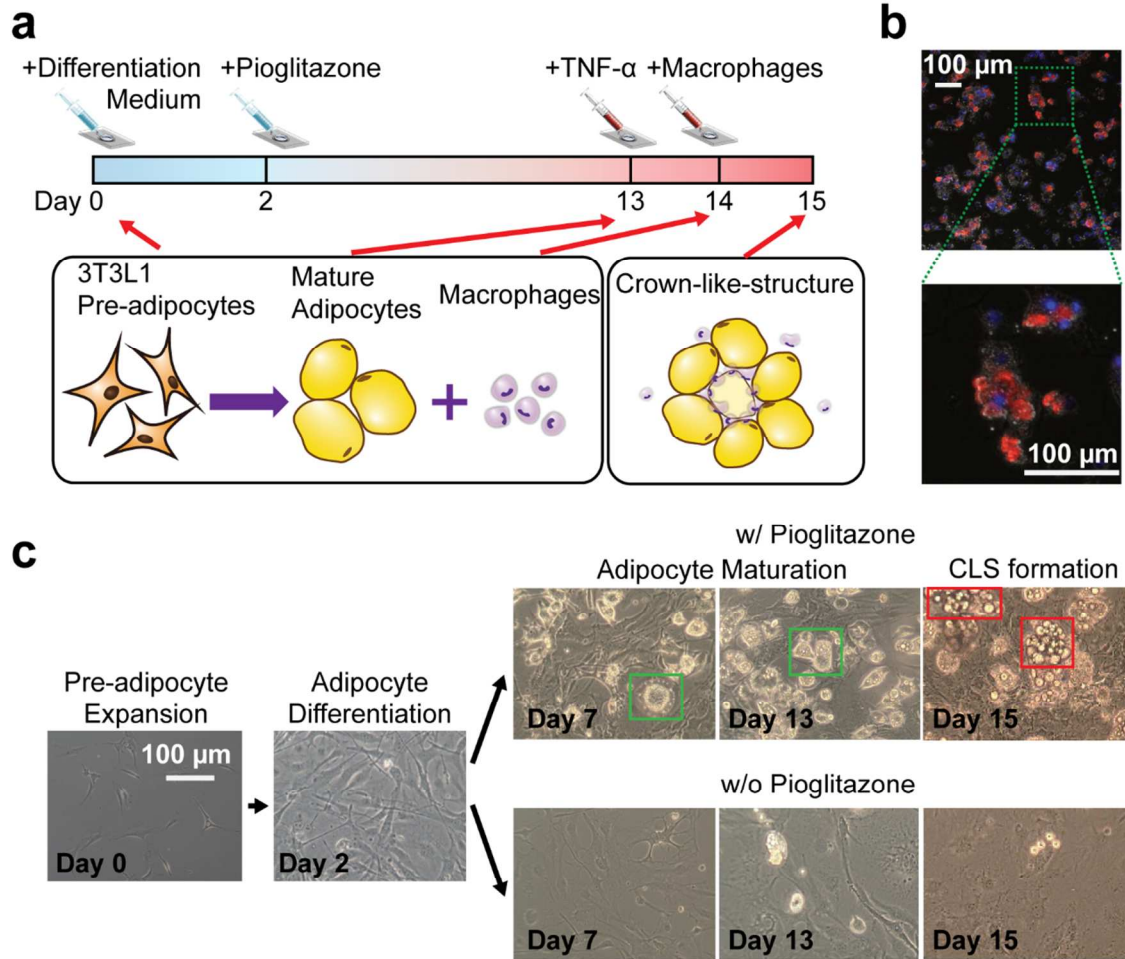 a
+Differentiation
Medium
+Pioglitazone
+TNF-α
+Macrophages
Day 0
2
13
14
15
3T3L1
Pre-adipocytes
Mature
Adipocytes
Macrophages
Crown-like-structure
b
100 µm
100 µm
c
w/ Pioglitazone
Adipocyte Maturation
CLS formation
Pre-adipocyte
Expansion
Adipocyte
Differentiation
100 µm
Day 0
Day 2
Day 7
Day 13
Day 15
w/o Pioglitazone
Day 7
Day 13
Day 15